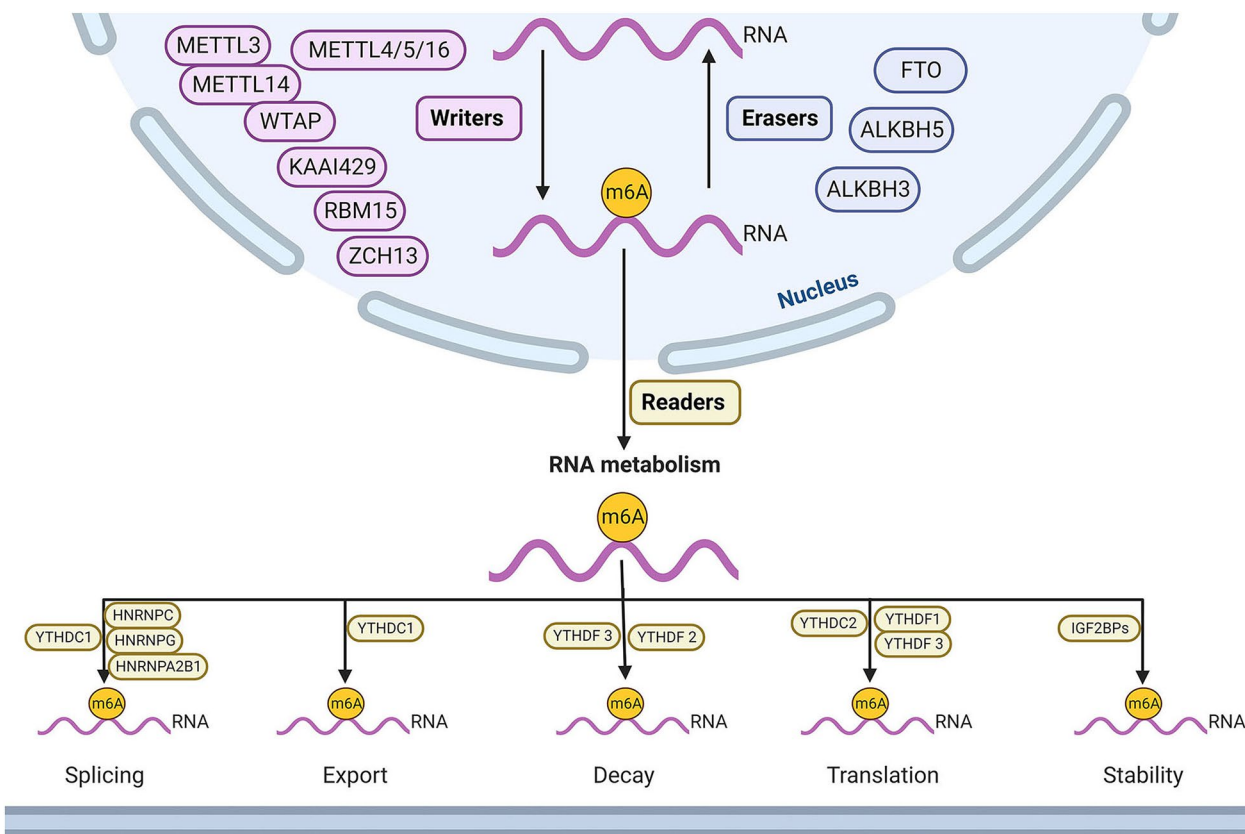 METTL3
METTL4/5/16
METTL14
WTAP
KAAI429
RBM15
ZCH13
Writers
RNA
Erasers
FTO
ALKBH5
ALKBH3
m6A
RNA
Nucleus
Readers
RNA metabolism
m6A
YTHDC1
HNRNPC
HNRNPG
HNRNPA2B1
m6A
RNA
Splicing
YTHDC1
m6A
RNA
Export
YTHDF 3
YTHDF 2
m6A
RNA
Decay
YTHDC2
YTHDF1
YTHDF 3
m6A
RNA
Translation
IGF2BPs
m6A
RNA
Stability